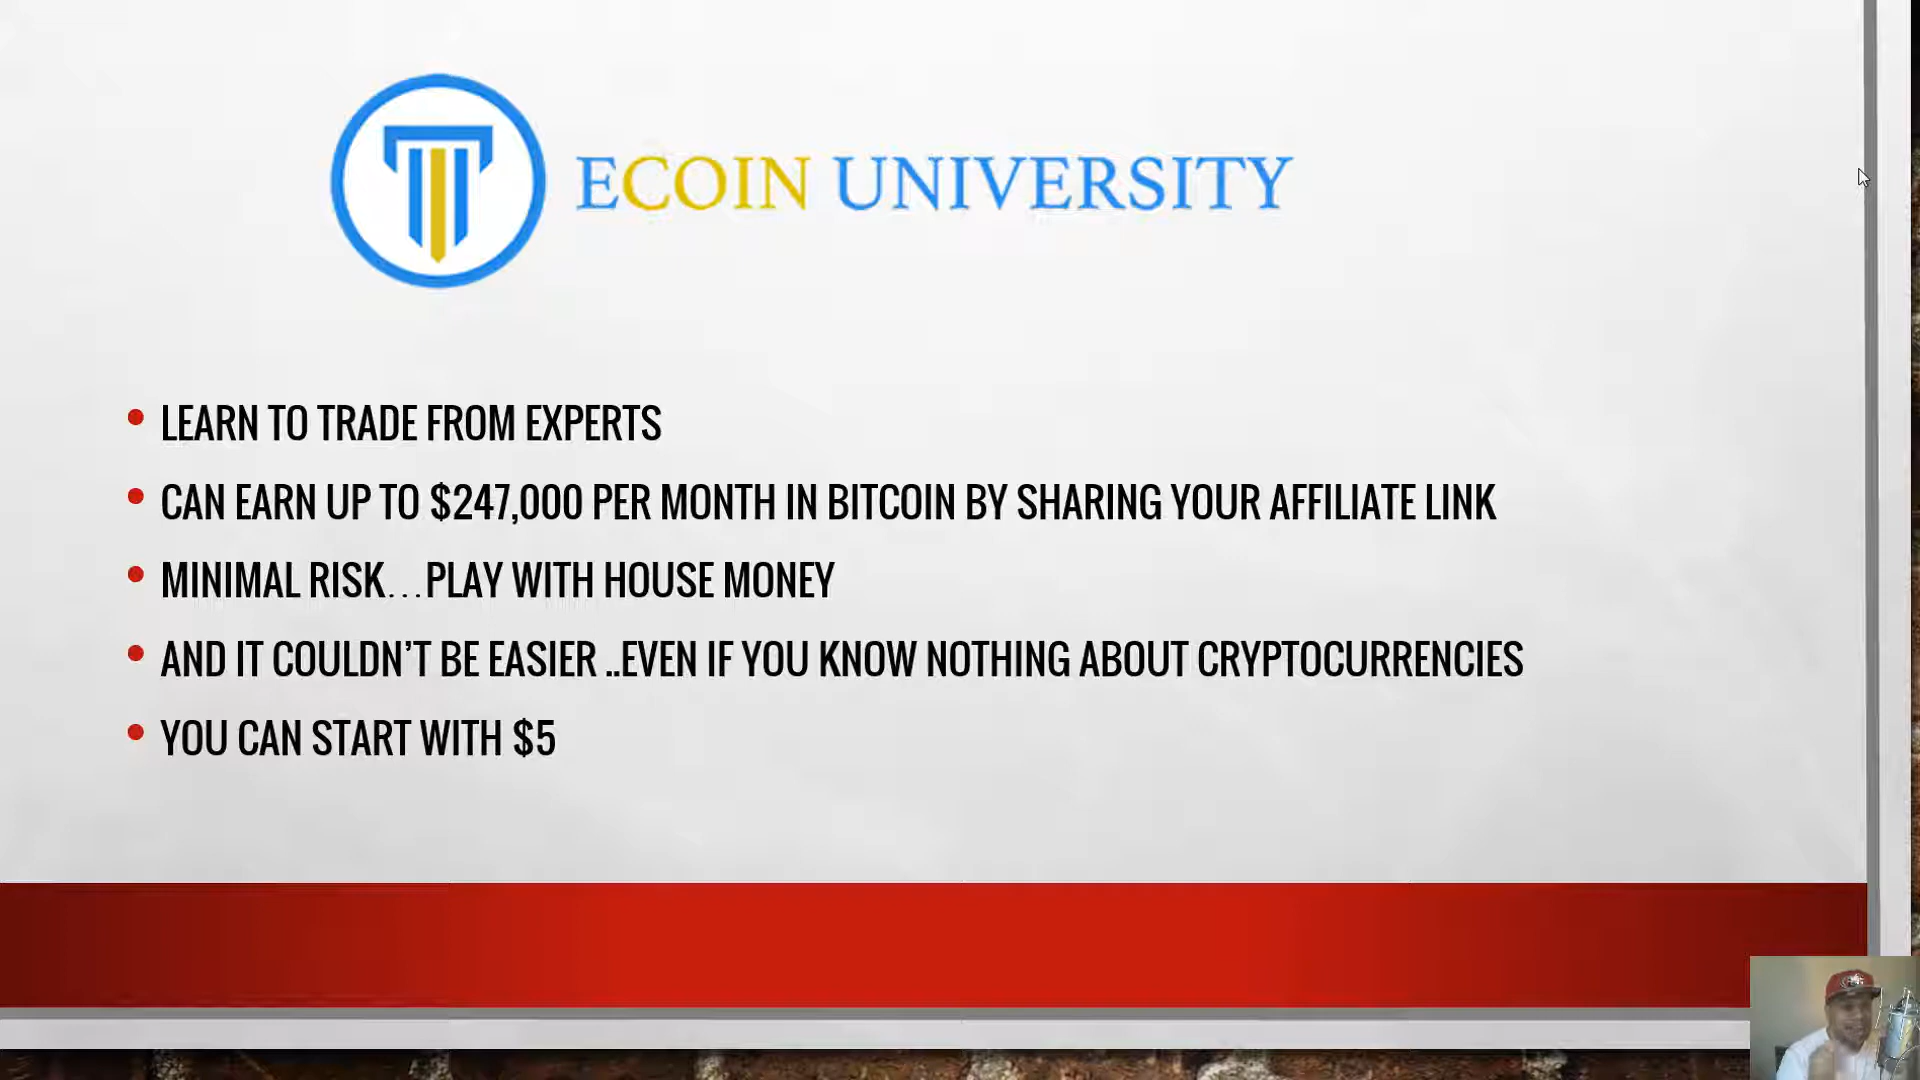 ECOIN UNIVERSITY
LEARN TO TRADE FROM EXPERTS
CAN EARN UP TO $247,000 PER MONTH IN BITCOIN BY SHARING YOUR AFFILIATE LINK
MINIMAL RISK...PLAY WITH HOUSE MONEY
AND IT COULDN'T BE EASIER ..EVEN IF YOU KNOW NOTHING ABOUT CRYPTOCURRENCIES
YOU CAN START WITH $5